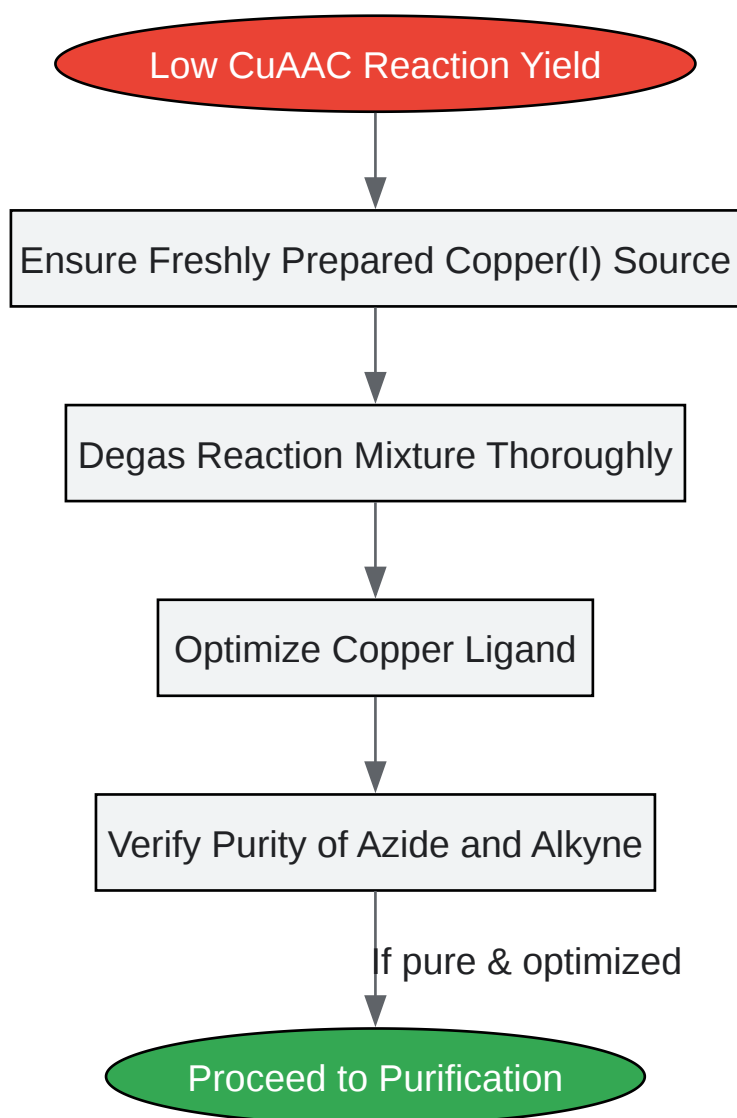 Low CuAAC Reaction Yield
Ensure Freshly Prepared Copper(I) Source
Degas Reaction Mixture Thoroughly
Optimize Copper Ligand
Verify Purity of Azide and Alkyne
If pure & optimized
Proceed to Purification